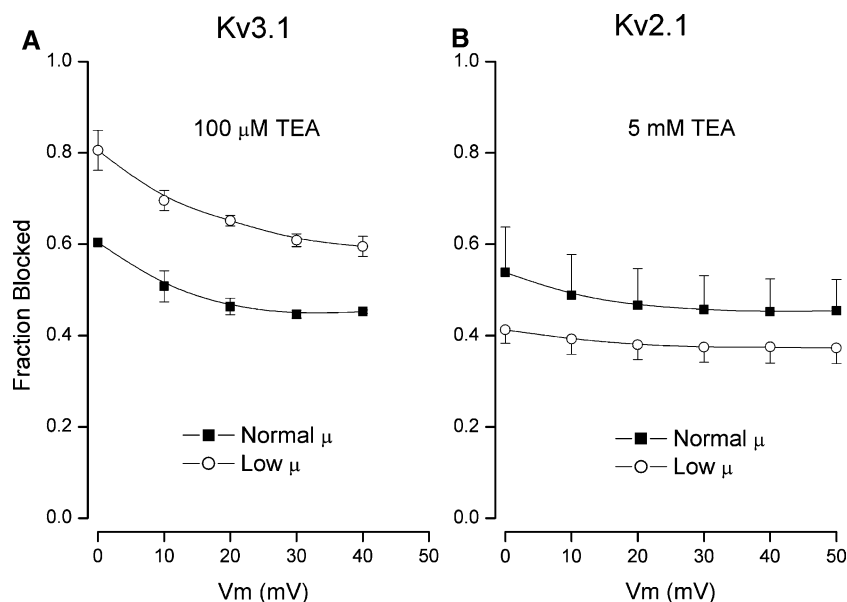 A
Kv3.1
100 μM TEA
Fraction Blocked
1.0
0.8
0.6
0.4
0.2
0.0
Normal μ
Low μ
0 10 20 30 40 50
Vm (mV)
B
Kv2.1
5 mM TEA
1.0
0.8
0.6
0.4
0.2
0.0
Normal μ
Low μ
0 10 20 30 40 50
Vm (mV)